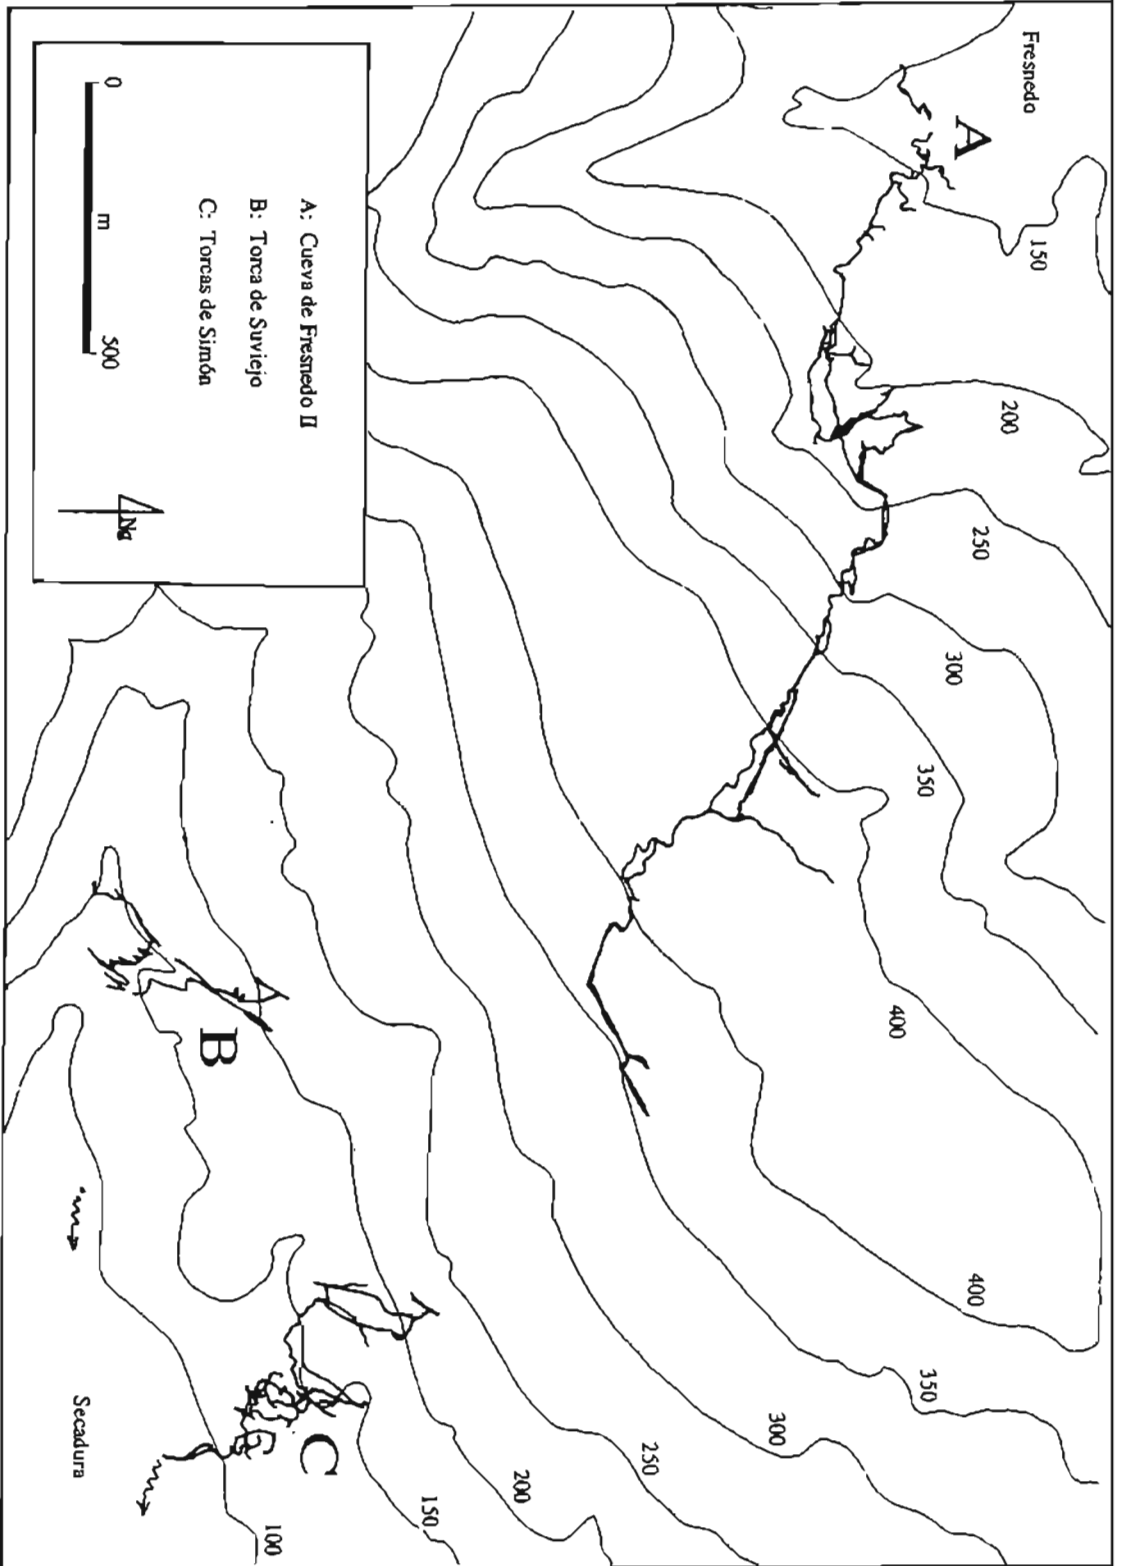 Fresnedo
A
150
200
250
300
350
400
400
350
300
250
200
150
100
B
C
Secadura
A: Cueva de Fresnedo II
B: Torca de Suviejo
C: Torcas de Simón
0 m 500
Ng